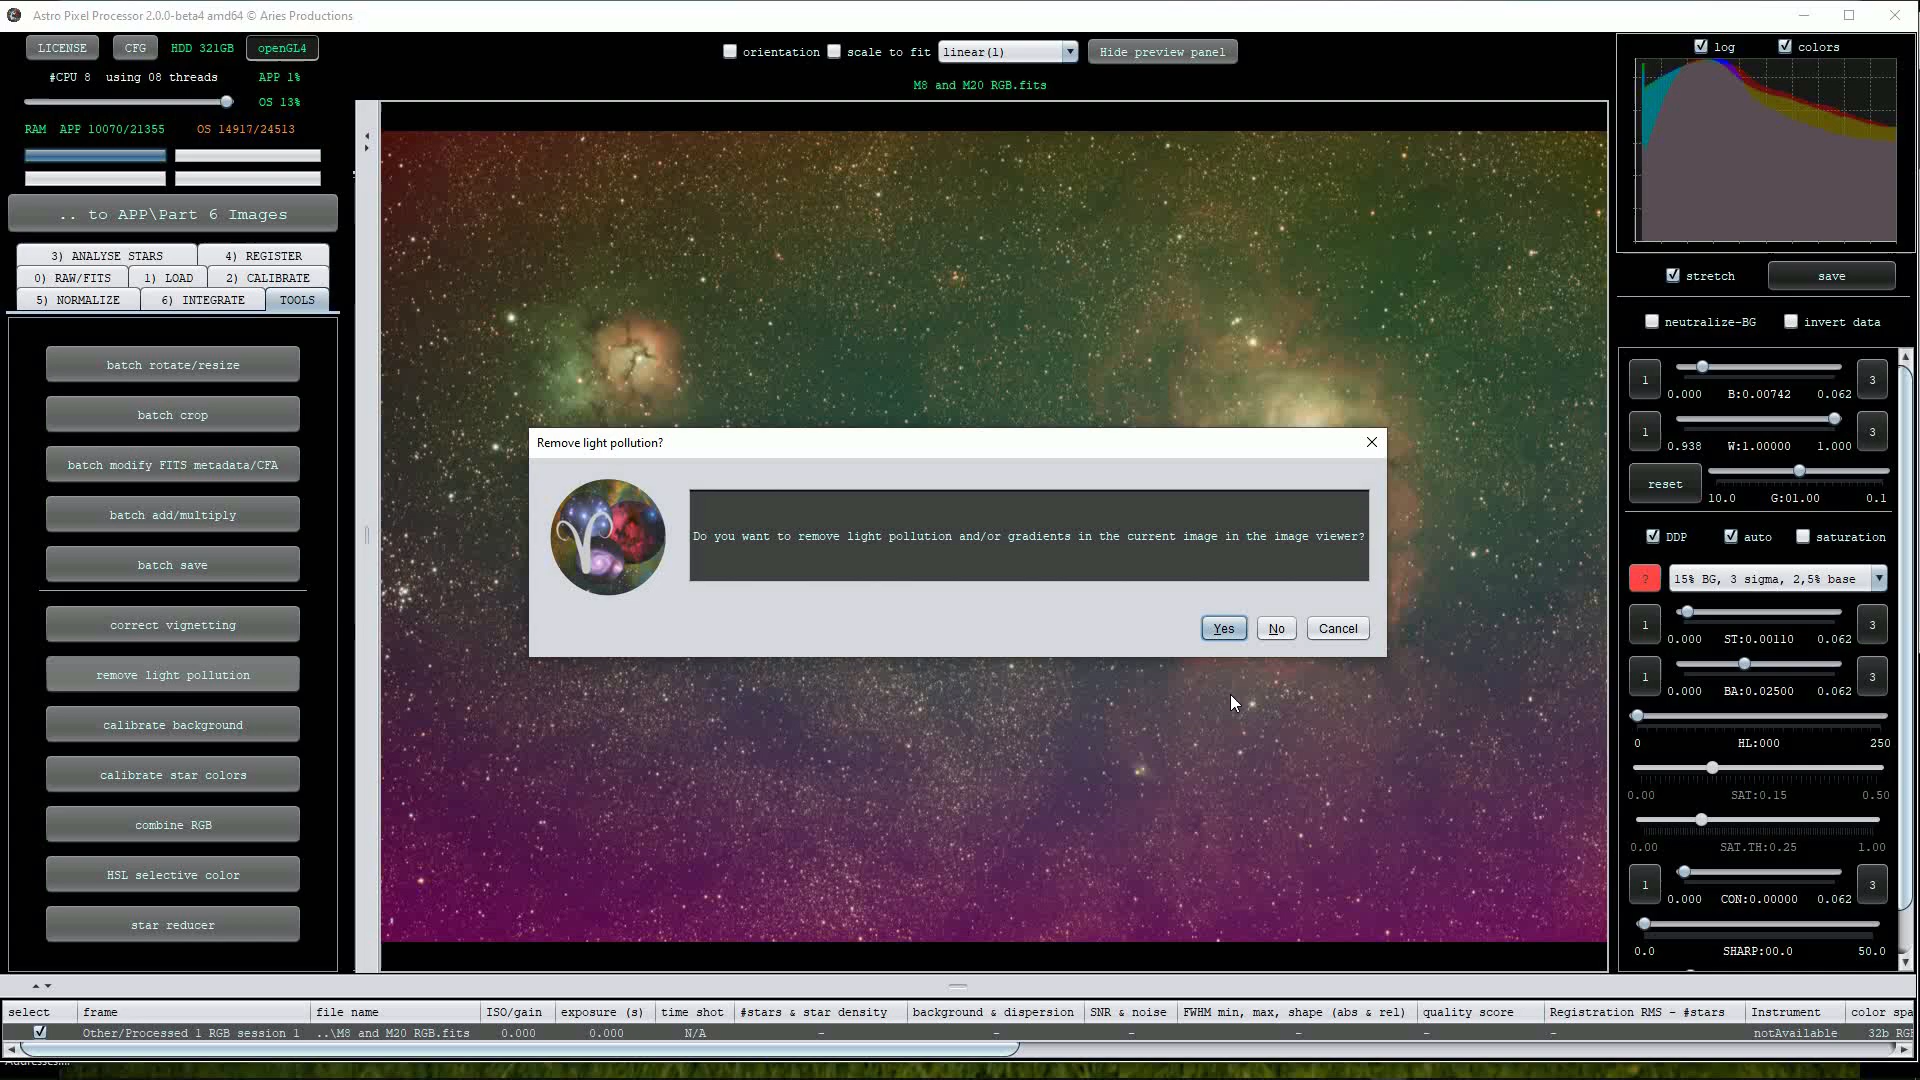 Astro Pixel Processor 2.0.0-beta4 amd64 © Aries Productions
LICENSE CFG HDD 321GB openGL4
#CPU 8 using 08 threads APP 1%
OS 13%
RAM APP 10070/21355 OS 14917/24513
.. to APP\Part 6 Images
3) ANALYSE STARS 4) REGISTER
0) RAW/FITS 1) LOAD 2) CALIBRATE
5) NORMALIZE 6) INTEGRATE TOOLS
batch rotate/resize
batch crop
batch modify FITS metadata/CFA
batch add/multiply
batch save
correct vignetting
remove light pollution
calibrate background
calibrate star colors
combine RGB
HSL selective color
star reducer
orientation scale to fit linear(l) Hide preview panel
M8 and M20 RGB.fits
Remove light pollution?
Do you want to remove light pollution and/or gradients in the current image in the image viewer?
Yes No Cancel
log colors
stretch save
neutralize-BG invert data
1 3
0.000 B:0.00742 0.062
1 3
0.938 W:1.00000 1.000
reset
10.0 G:01.00 0.1
DDP auto saturation
? 15% BG, 3 sigma, 2,5% base
1 3
0.000 ST:0.00110 0.062
1 3
0.000 BA:0.02500 0.062
0 HL:000 250
0.00 SAT:0.15 0.50
0.00 SAT.TH:0.25 1.00
1 3
0.000 CON:0.00000 0.062
0.0 SHARP:00.0 50.0
select frame file name ISO/gain exposure (s) time shot #stars & star density background & dispersion SNR & noise FWHM min, max, shape (abs & rel) quality score Registration RMS - #stars Instrument color spa
Other/Processed 1 RGB session 1 ..\M8 and M20 RGB.fits 0.000 0.000 N/A - - - - - - notAvailable 32b RGB